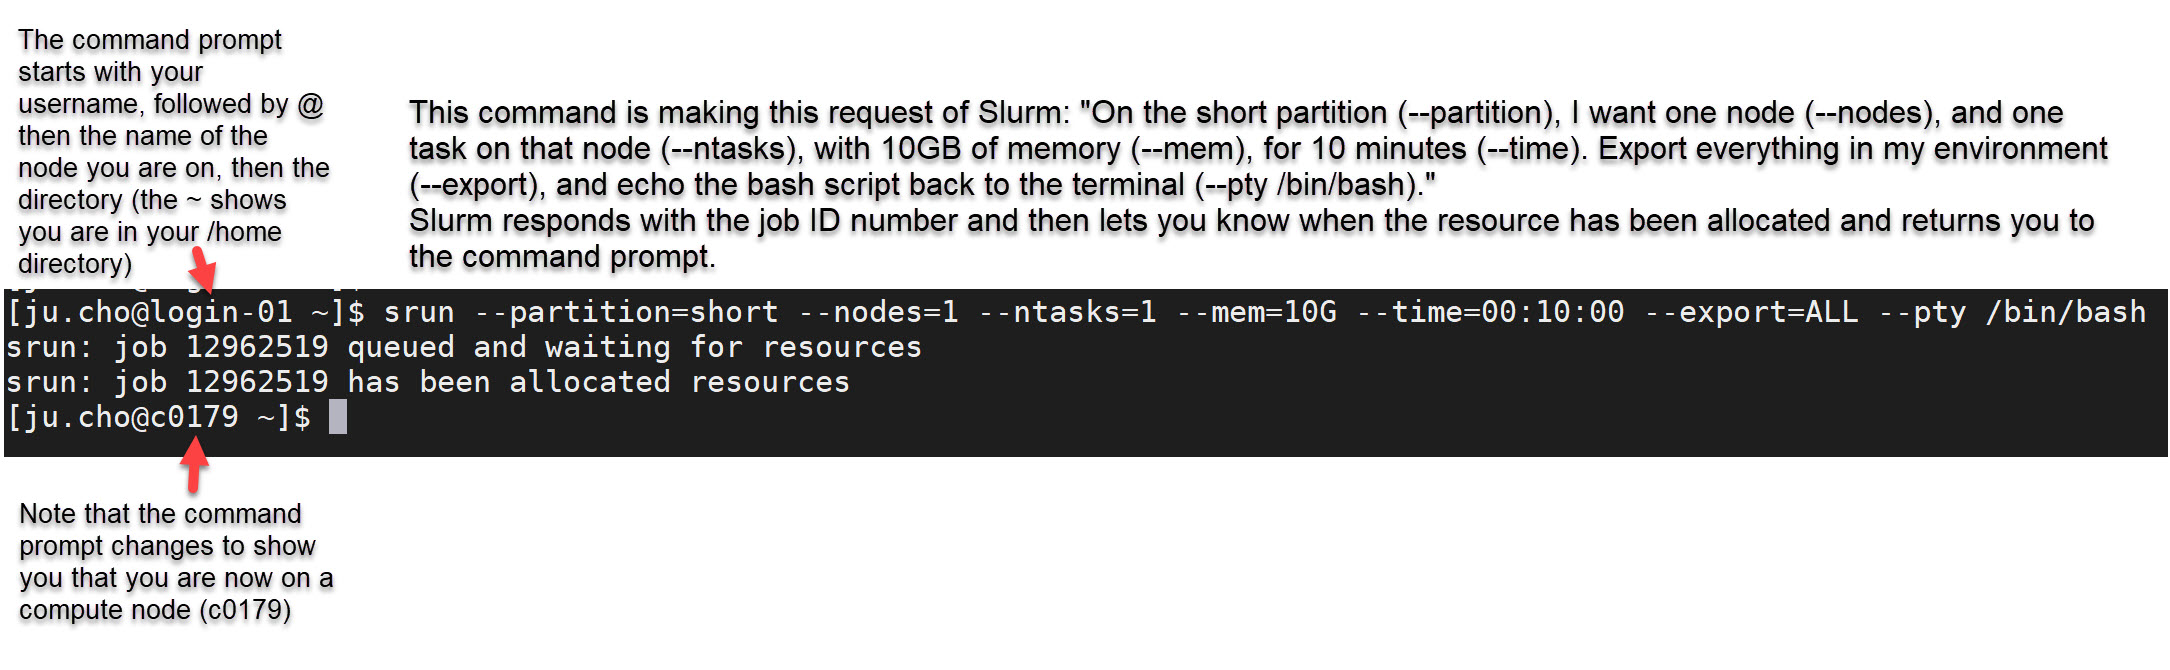 The command prompt
starts with your
username, followed by @
then the name of the
node you are on, then the
directory (the ~ shows
you are in your /home
directory)
This command is making this request of Slurm: "On the short partition (--partition), I want one node (--nodes), and one
task on that node (--ntasks), with 10GB of memory (--mem), for 10 minutes (--time). Export everything in my environment
(--export), and echo the bash script back to the terminal (--pty /bin/bash)."
Slurm responds with the job ID number and then lets you know when the resource has been allocated and returns you to
the command prompt.
[ju.cho@login-01 ~]$ srun --partition=short --nodes=1 --ntasks=1 --mem=10G --time=00:10:00 --export=ALL --pty /bin/bash
srun: job 12962519 queued and waiting for resources
srun: job 12962519 has been allocated resources
[ju.cho@c0179 ~]$
Note that the command
prompt changes to show
you that you are now on a
compute node (c0179)